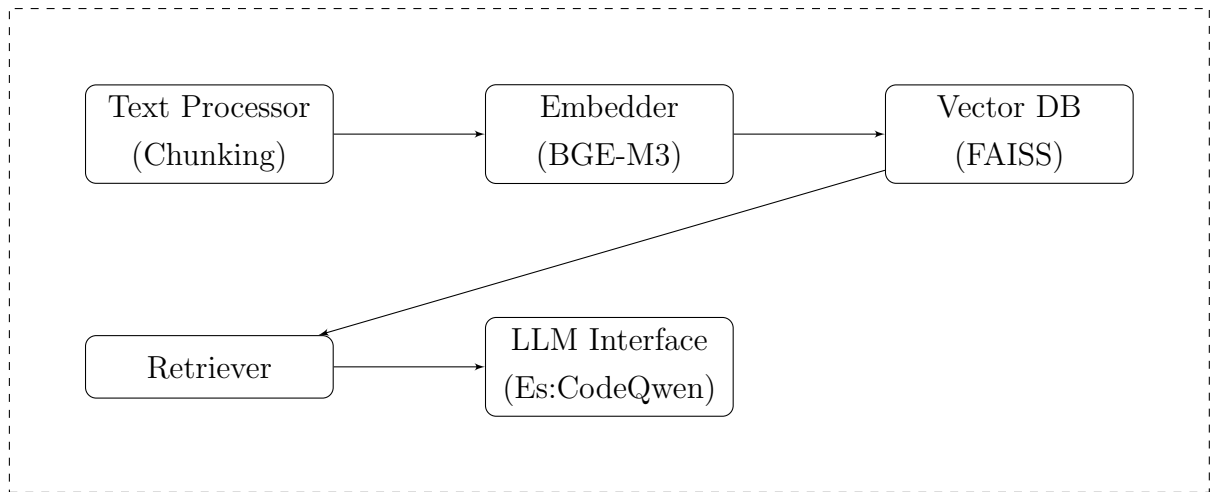 Text Processor
(Chunking)
Embedder
(BGE-M3)
Vector DB
(FAISS)
Retriever
LLM Interface
(Es:CodeQwen)